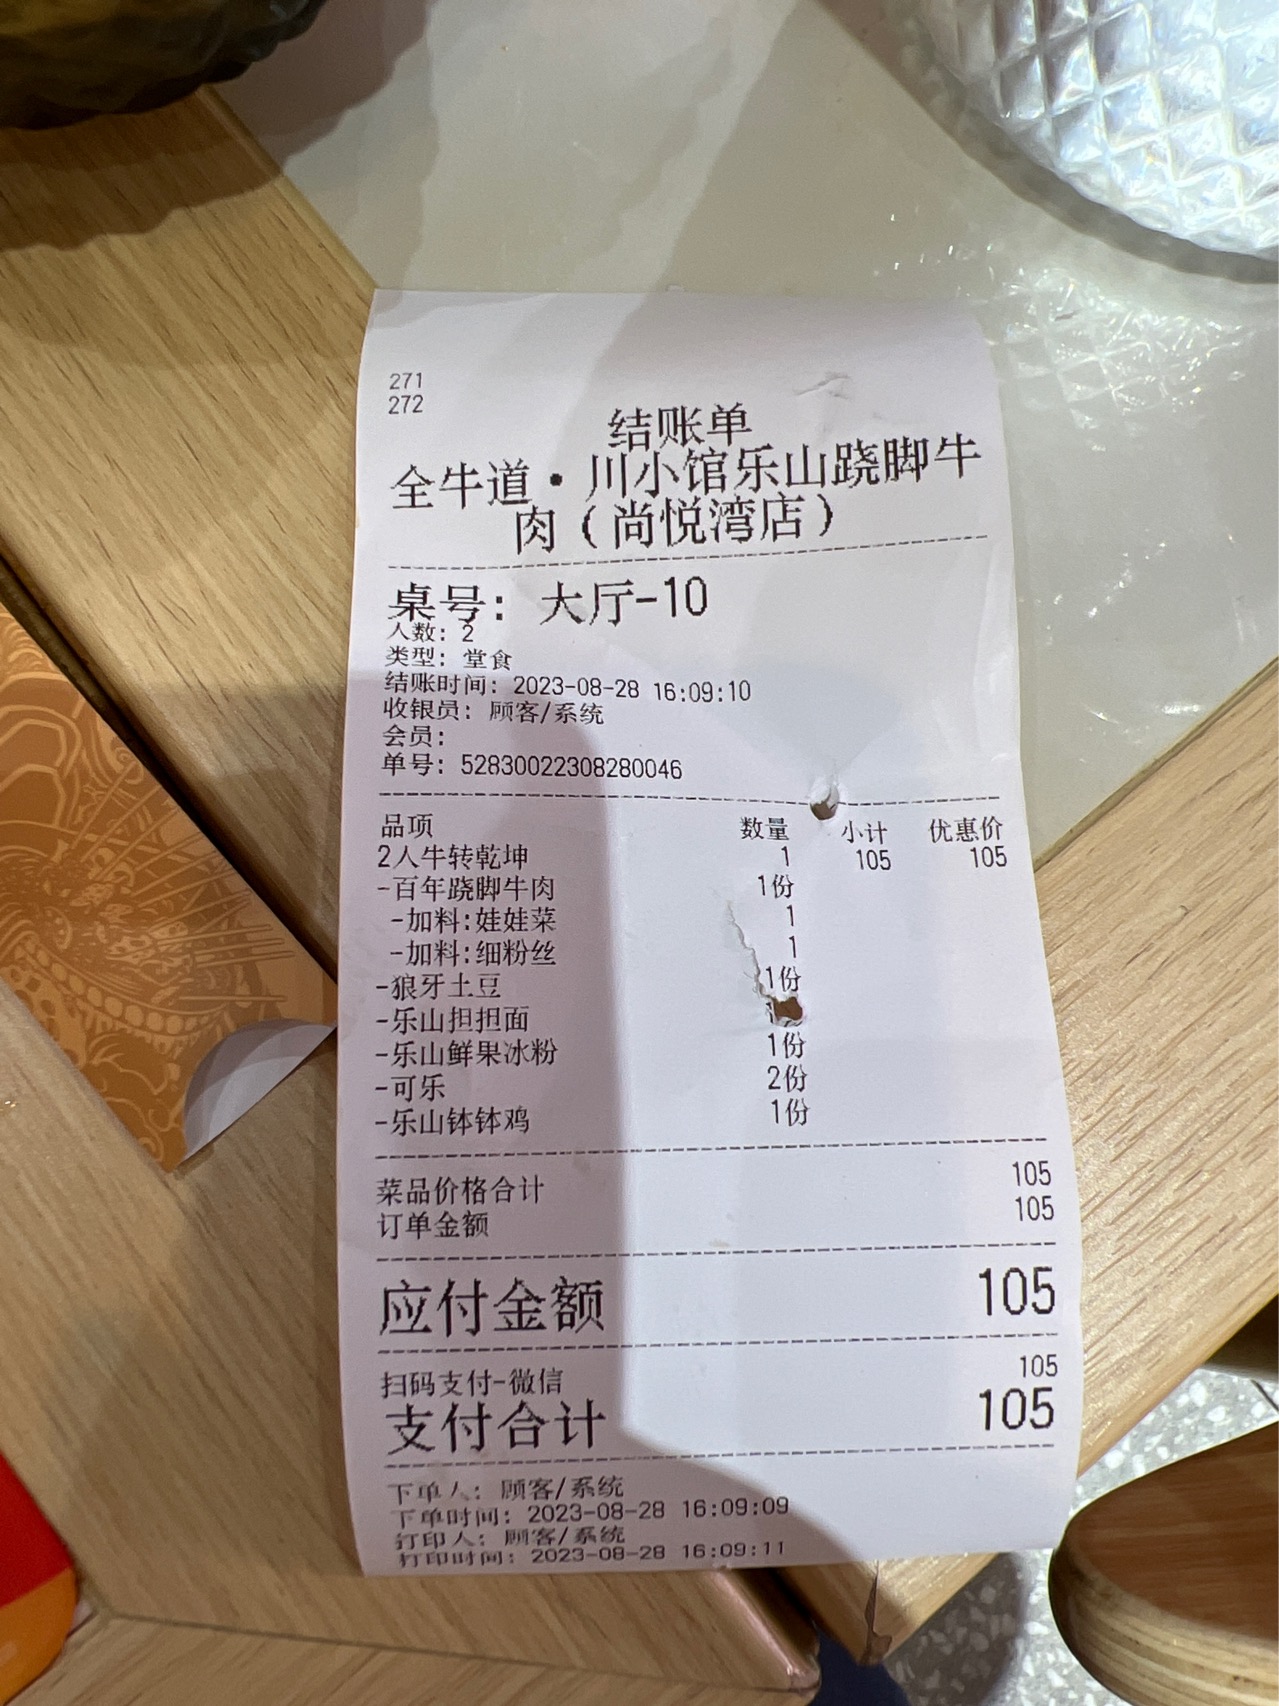 271
272
结账单
全牛道·川小馆乐山跷脚牛
肉（尚悦湾店）
桌号： 大厅-10
人数：2
类型：堂食
结账时间：2023-08-28 16:09:10
收银员：顾客/系统
会员：
单号：52830022308280046
品项 数量 小计 优惠价
2人牛转乾坤 1 105 105
-百年跷脚牛肉 1份
-加料:娃娃菜 1
-加料:细粉丝 1
-狼牙土豆 1份
-乐山担担面
-乐山鲜果冰粉 1份
-可乐 2份
-乐山钵钵鸡 1份
菜品价格合计 105
订单金额 105
应付金额 105
扫码支付-微信 105
支付合计 105
下单人：顾客/系统
下单时间：2023-08-28 16:09:09
打印人：顾客/系统
打印时间：2023-08-28 16:09:11